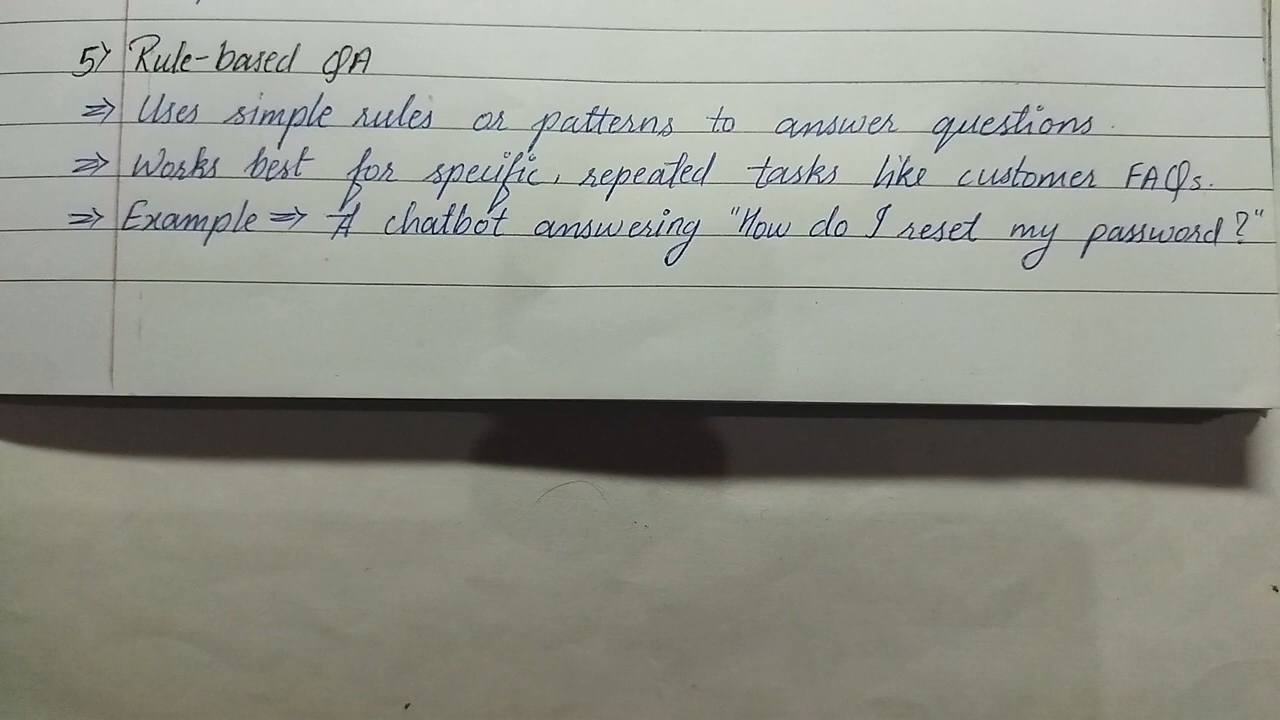 5) Rule-based QA
⇒ Uses simple rules or patterns to answer questions.
⇒ Works best for specific, repeated tasks like customer FAQs.
⇒ Example ⇒ A chatbot answering "How do I reset my password?"